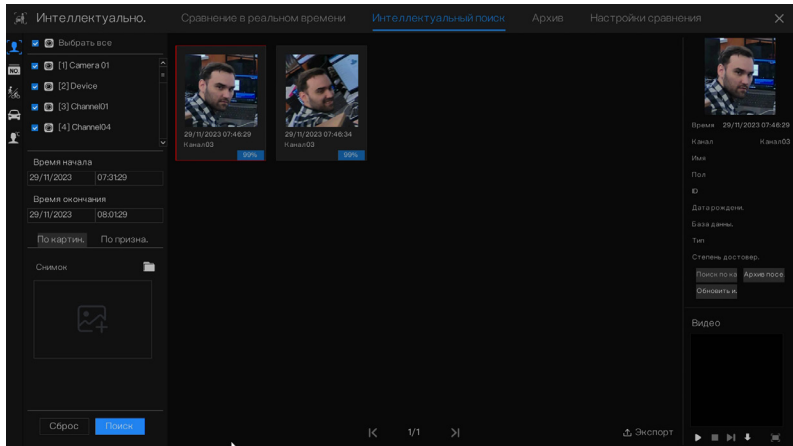 Интеллектуально.
Сравнение в реальном времени
Интеллектуальный поиск
Архив
Настройки сравнения
Выбрать все
NO.
[1] Camera 01
[2] Device
[3] Channel01
[4] Channel04
Время начала
29/11/2023 07:31:29
Время окончания
29/11/2023 08:01:29
По картин. По призна.
Снимок
Сброс Поиск
29/11/2023 07:46:29
Канал03
99%
29/11/2023 07:46:34
Канал03
99%
1/1
Экспорт
Время 29/11/2023 07:46:29
Канал Канал03
Имя
Пол
ID
Дата рождени.
База данны.
Тип
Степень достовер.
Поиск по ка Архив посе
Обновить и.
Видео